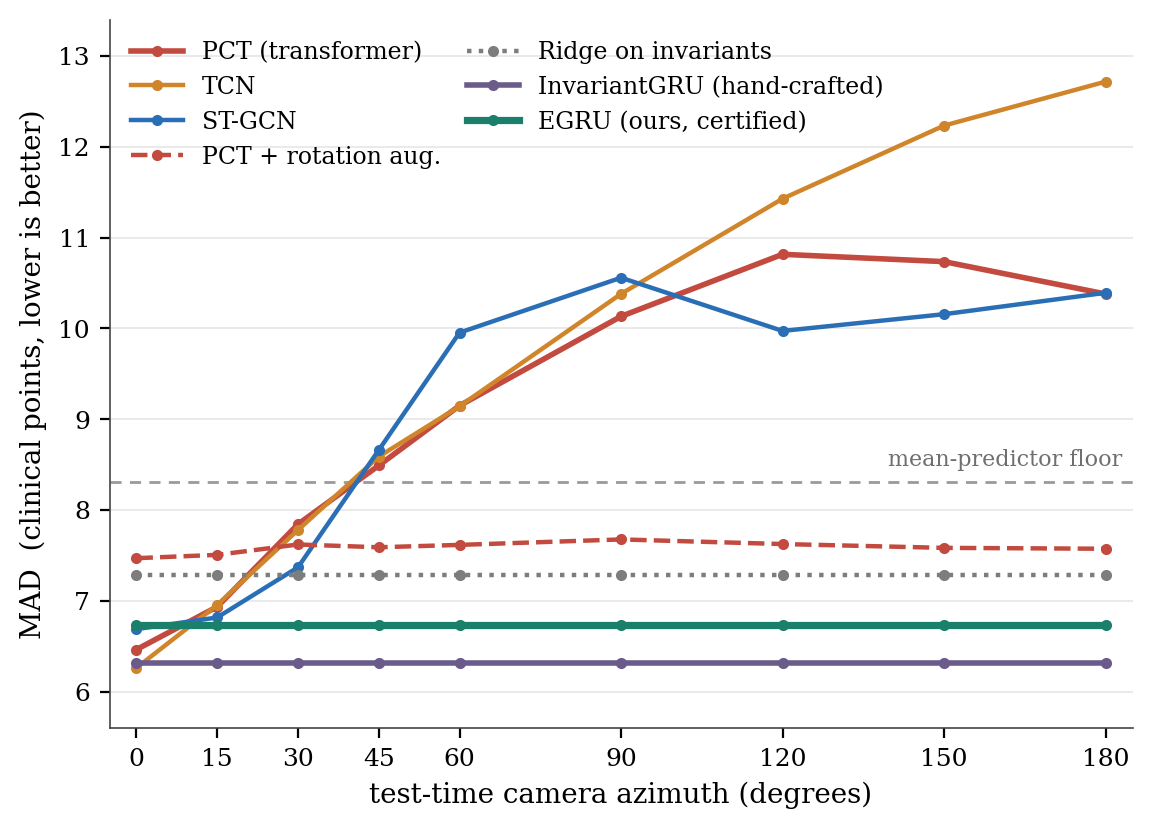 PCT (transformer)
TCN
ST-GCN
PCT + rotation aug.
Ridge on invariants
InvariantGRU (hand-crafted)
EGRU (ours, certified)
MAD (clinical points, lower is better)
13
12
11
10
9
8
7
6
mean-predictor floor
0 15 30 45 60 90 120 150 180
test-time camera azimuth (degrees)